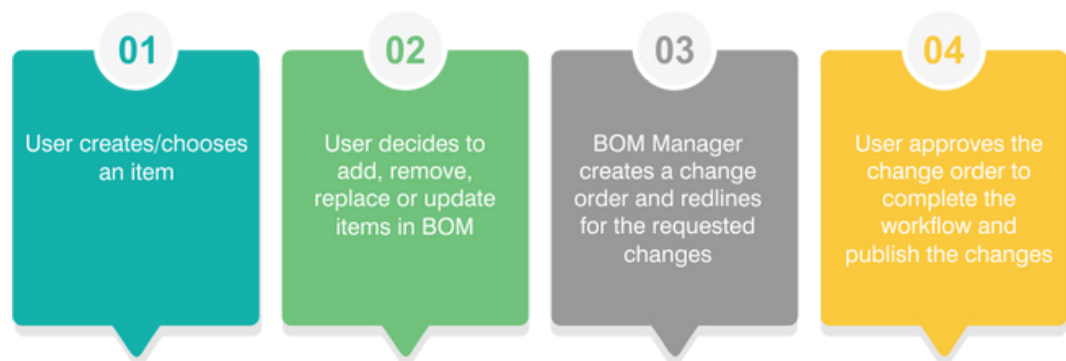 01
User creates/chooses
an item
02
User decides to
add, remove,
replace or update
items in BOM
03
BOM Manager
creates a change
order and redlines
for the requested
changes
04
User approves the
change order to
complete the
workflow and
publish the changes